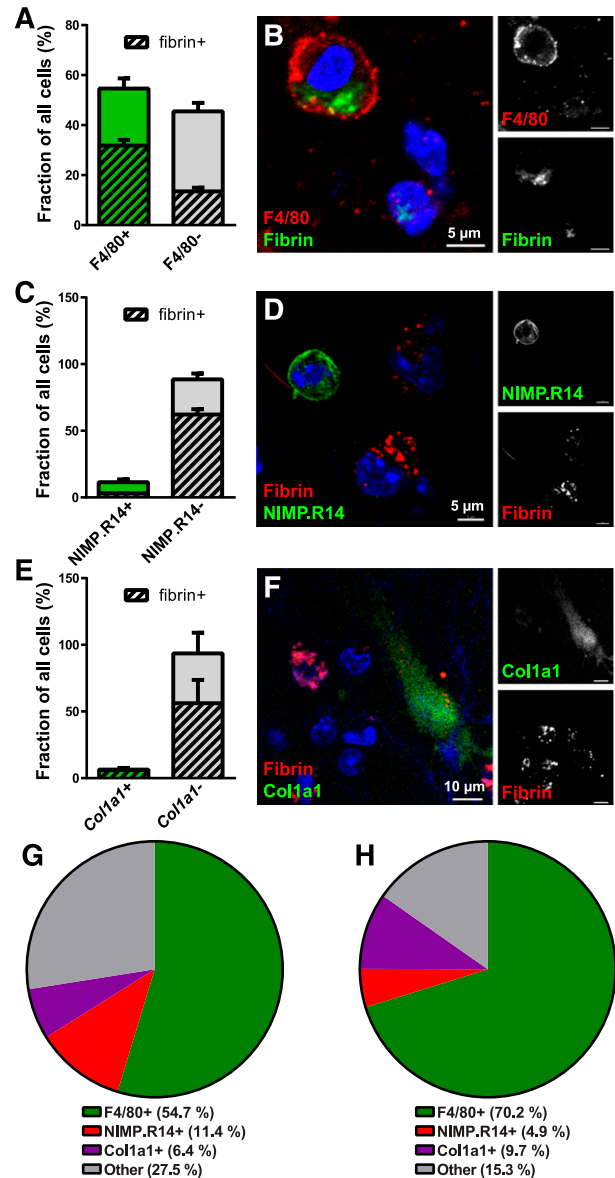 A
fibrin+
Fraction of all cells (%)
80
60
40
20
0
F4/80+
F4/80-
B
F4/80
Fibrin
5 µm
F4/80
Fibrin
C
fibrin+
Fraction of all cells (%)
150
100
50
0
NIMP.R14+
NIMP.R14-
D
Fibrin
NIMP.R14
5 µm
NIMP.R14
Fibrin
E
fibrin+
Fraction of all cells (%)
150
100
50
0
Col1a1+
Col1a1-
F
Fibrin
Col1a1
10 µm
Col1a1
Fibrin
G
F4/80+ (54.7 %)
NIMP.R14+ (11.4 %)
Col1a1+ (6.4 %)
Other (27.5 %)
H
F4/80+ (70.2 %)
NIMP.R14+ (4.9 %)
Col1a1+ (9.7 %)
Other (15.3 %)